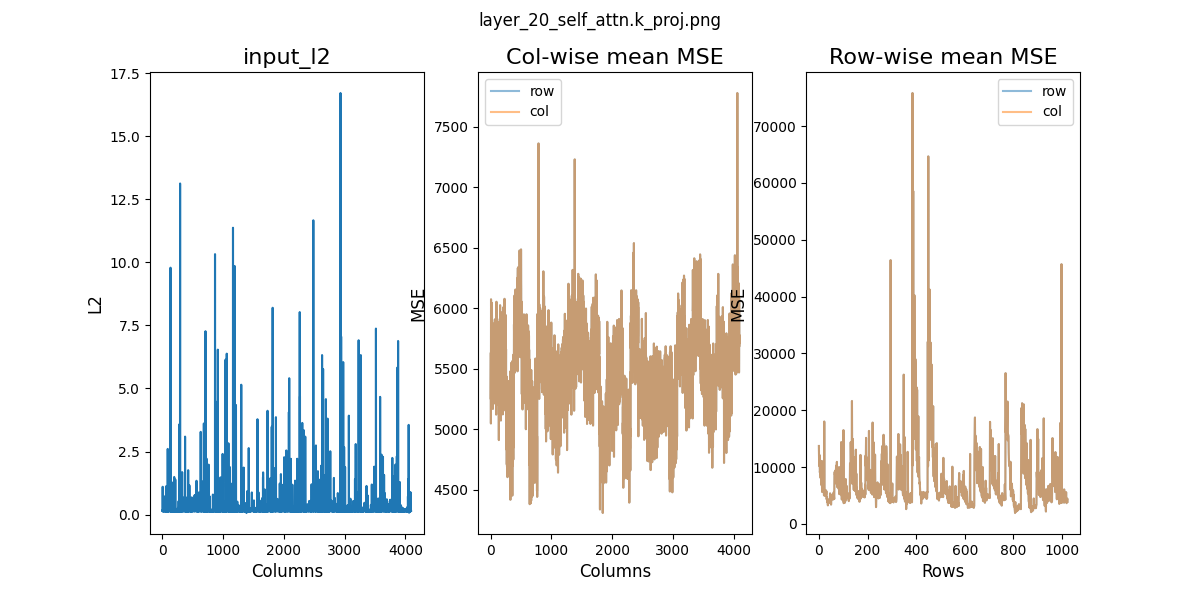 layer_20_self_attn.k_proj.png
input_l2
L2
17.5
15.0
12.5
10.0
7.5
5.0
2.5
0.0
0 1000 2000 3000 4000
Columns
Col-wise mean MSE
row
col
MSE
7500
7000
6500
6000
5500
5000
4500
0 1000 2000 3000 4000
Columns
Row-wise mean MSE
row
col
MSE
70000
60000
50000
40000
30000
20000
10000
0
0 200 400 600 800 1000
Rows